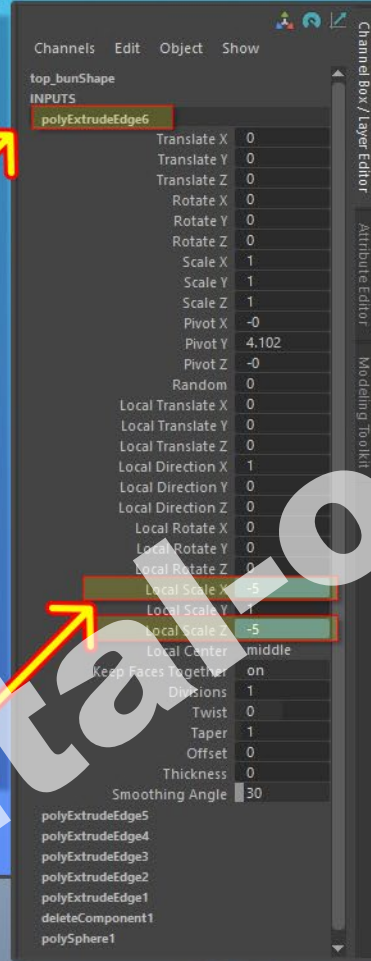 Channels Edit Object Show
top_bunShape
INPUTS
polyExtrudeEdge6
Translate X 0
Translate Y 0
Translate Z 0
Rotate X 0
Rotate Y 0
Rotate Z 0
Scale X 1
Scale Y 1
Scale Z 1
Pivot X -0
Pivot Y 4.102
Pivot Z -0
Random 0
Local Translate X 0
Local Translate Y 0
Local Translate Z 0
Local Direction X 1
Local Direction Y 0
Local Direction Z 0
Local Rotate X 0
Local Rotate Y 0
Local Rotate Z 0
Local Scale X -5
Local Scale Y 1
Local Scale Z -5
Local Center middle
Keep Faces Together on
Divisions 1
Twist 0
Taper 1
Offset 0
Thickness 0
Smoothing Angle 30
polyExtrudeEdge5
polyExtrudeEdge4
polyExtrudeEdge3
polyExtrudeEdge2
polyExtrudeEdge1
deleteComponent1
polySphere1
Channel Box / Layer Editor
Attribute Editor
Modeling Toolkit
tal-o